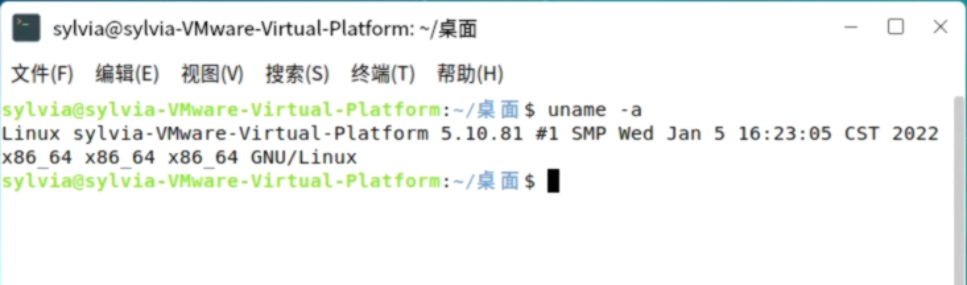 sylvia@sylvia-VMware-Virtual-Platform: ~/桌面
文件(F) 编辑(E) 视图(V) 搜索(S) 终端(T) 帮助(H)
sylvia@sylvia-VMware-Virtual-Platform:~/桌面$ uname -a
Linux sylvia-VMware-Virtual-Platform 5.10.81 #1 SMP Wed Jan 5 16:23:05 CST 2022
x86_64 x86_64 x86_64 GNU/Linux
sylvia@sylvia-VMware-Virtual-Platform:~/桌面$